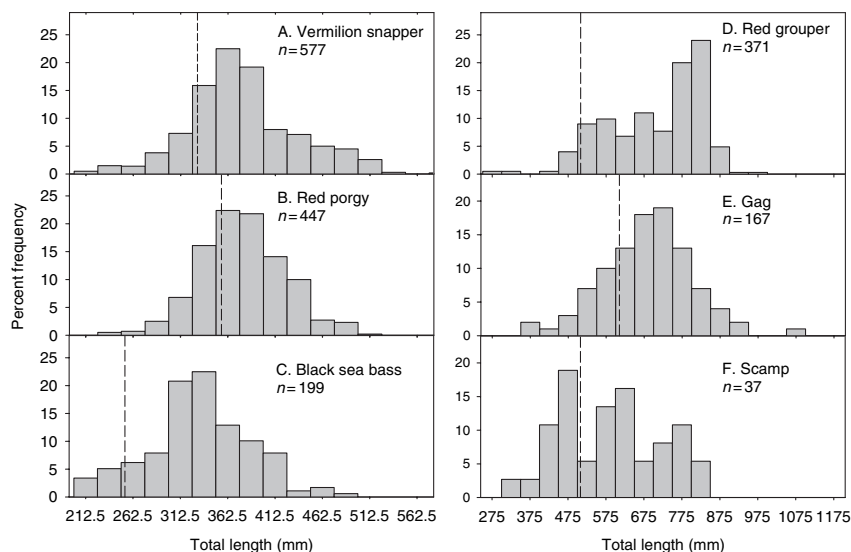 A. Vermilion snapper
n=577
25
20
15
10
5
0
B. Red porgy
n=447
20
15
10
5
0
C. Black sea bass
n=199
25
20
15
10
5
0
Percent frequency
212.5 262.5 312.5 362.5 412.5 462.5 512.5 562.5
Total length (mm)
D. Red grouper
n=371
25
20
15
10
5
0
E. Gag
n=167
20
15
10
5
0
F. Scamp
n=37
20
15
10
5
0
275 375 475 575 675 775 875 975 1075 1175
Total length (mm)